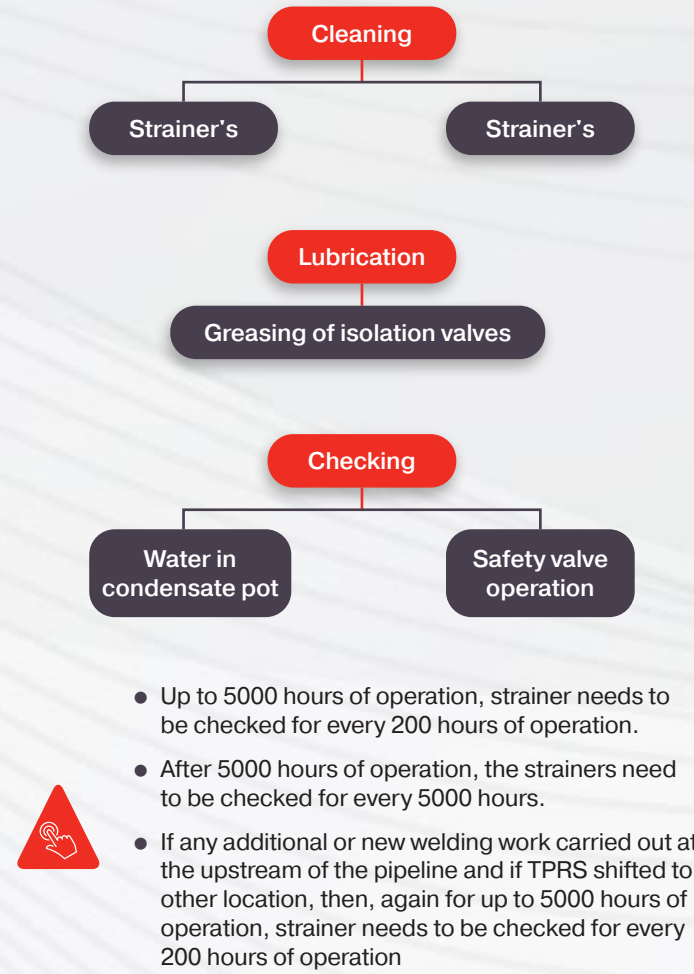 Cleaning
Strainer's
Strainer's
Lubrication
Greasing of isolation valves
Checking
Water in
condensate pot
Safety valve
operation
● Up to 5000 hours of operation, strainer needs to
be checked for every 200 hours of operation.
● After 5000 hours of operation, the strainers need
to be checked for every 5000 hours.
● If any additional or new welding work carried out at
the upstream of the pipeline and if TPRS shifted to
other location, then, again for up to 5000 hours of
operation, strainer needs to be checked for every
200 hours of operation